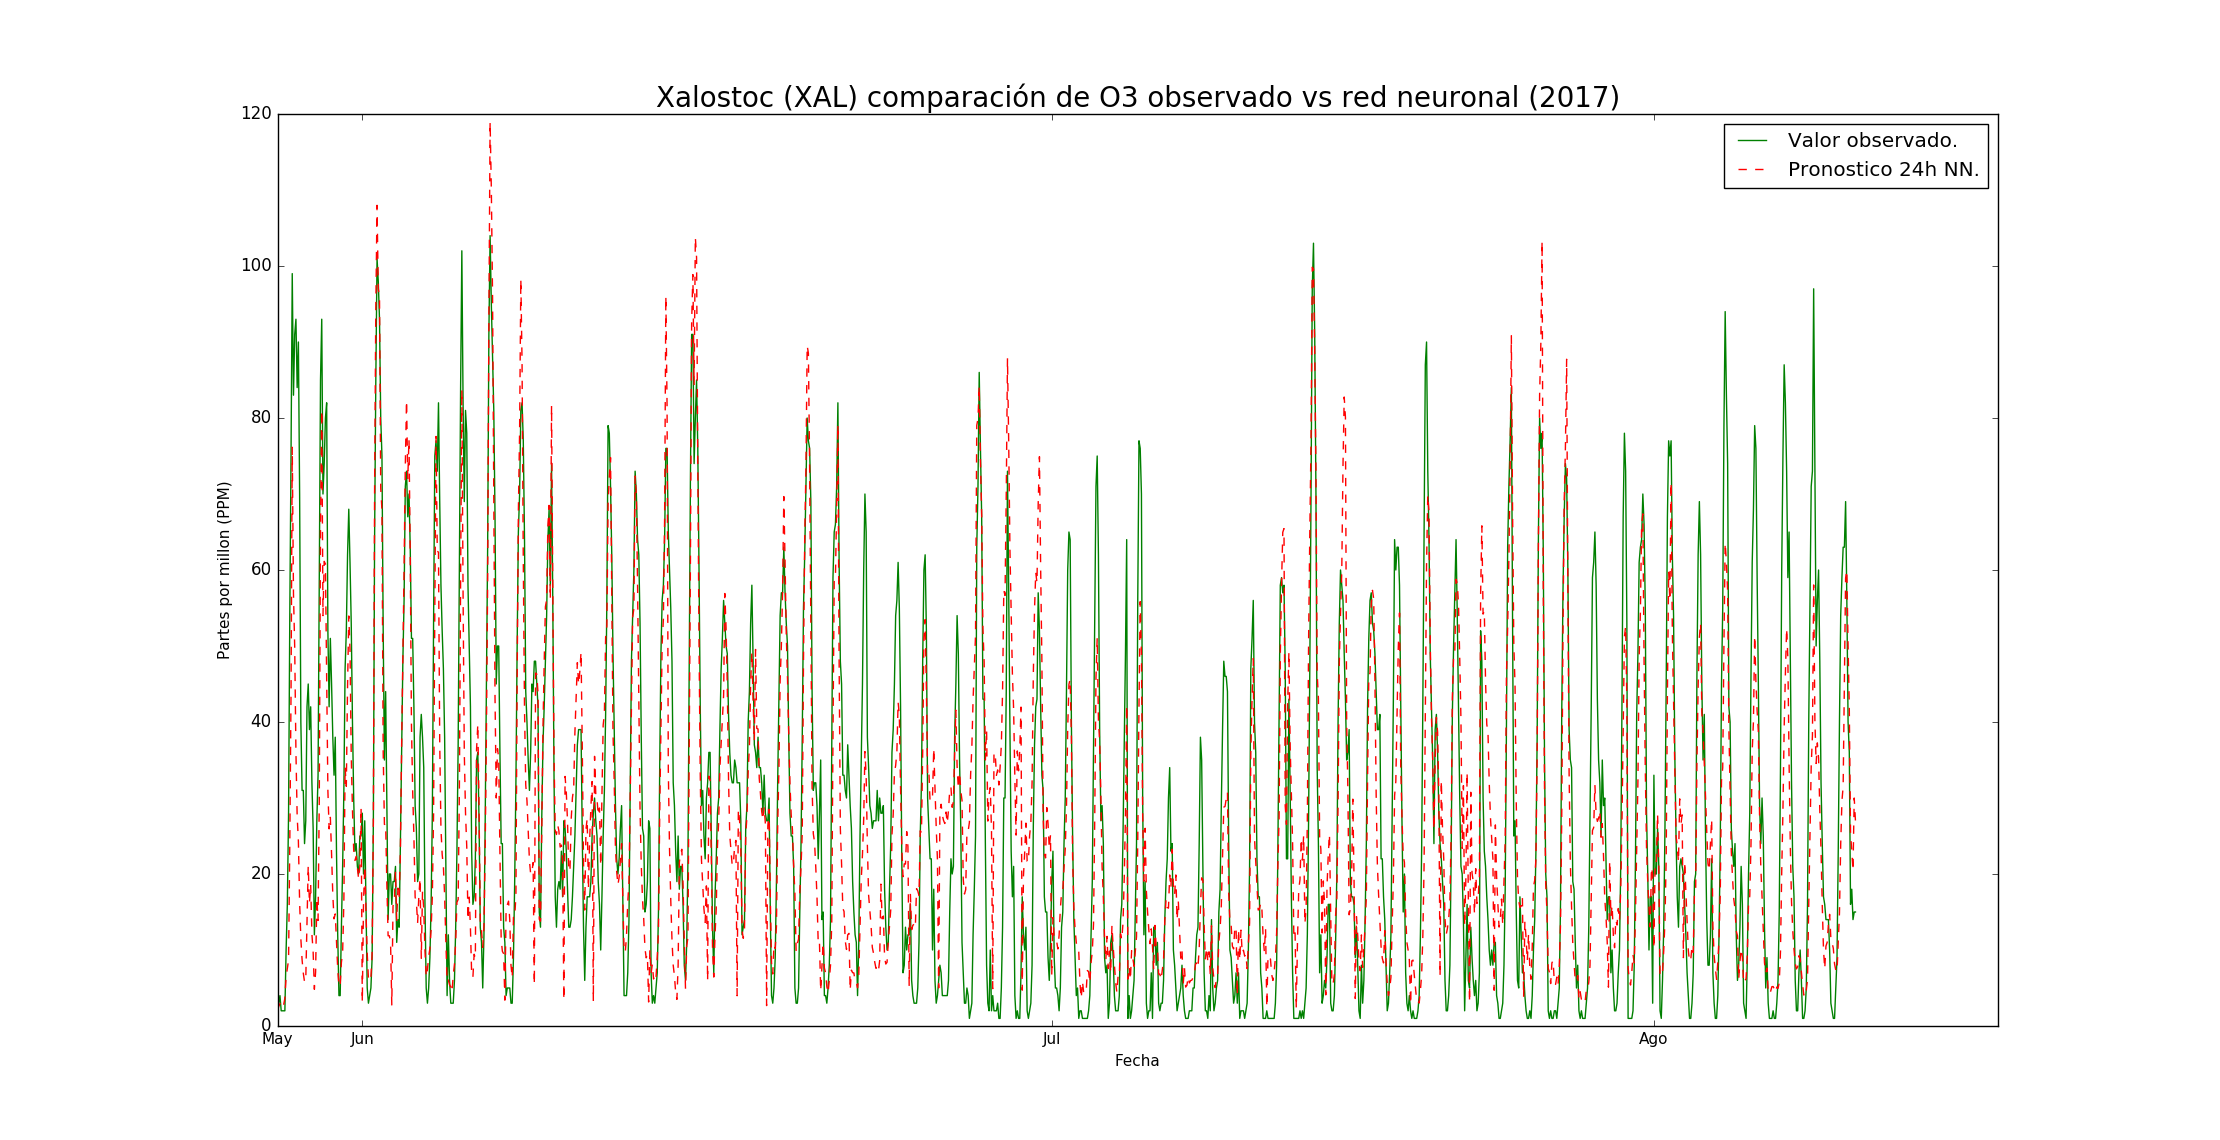 Xalostoc (XAL) comparación de O3 observado vs red neuronal (2017)
Valor observado.
Pronostico 24h NN.
120
100
80
60
40
20
0
Partes por millon (PPM)
May Jun Jul Ago
Fecha